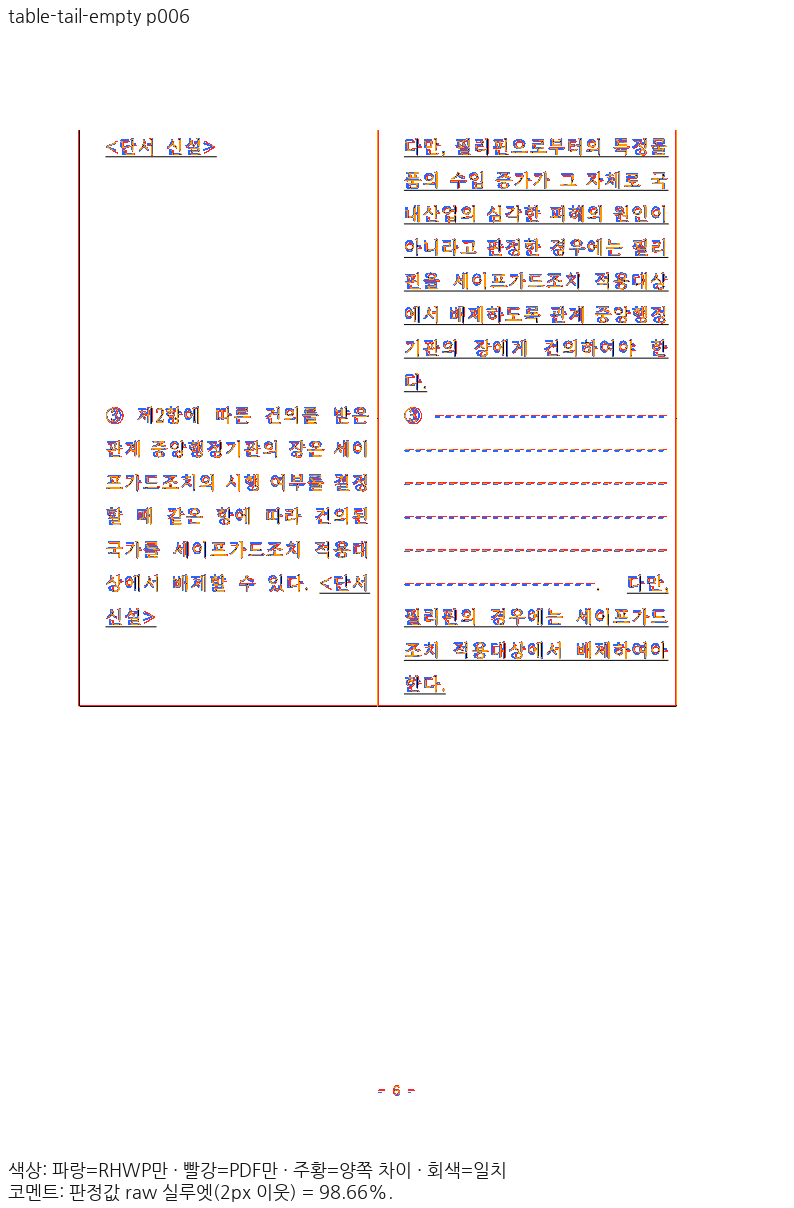 table-tail-empty p006
<단서 신설>
다만, 필리핀으로부터의 특정물
품의 수입 증가가 그 자체로 국
내산업의 심각한 피해의 원인이
아니라고 판정한 경우에는 필리
핀을 세이프가드조치 적용대상
에서 배제하도록 관계 중앙행정
기관의 장에게 건의하여야 한
다.
③ 제2항에 따른 건의를 받은
관계 중앙행정기관의 장은 세이
프가드조치의 시행 여부를 결정
할 때 같은 항에 따라 건의된
국가를 세이프가드조치 적용대
상에서 배제할 수 있다. <단서
신설>
③ ----------------------
-------------------------
-------------------------
-------------------------
-------------------------
------------------. 다만,
필리핀의 경우에는 세이프가드
조치 적용대상에서 배제하여야
한다.
- 6 -
색상: 파랑=RHWP만 · 빨강=PDF만 · 주황=양쪽 차이 · 회색=일치
코멘트: 판정값 raw 실루엣(2px 이웃) = 98.66%.